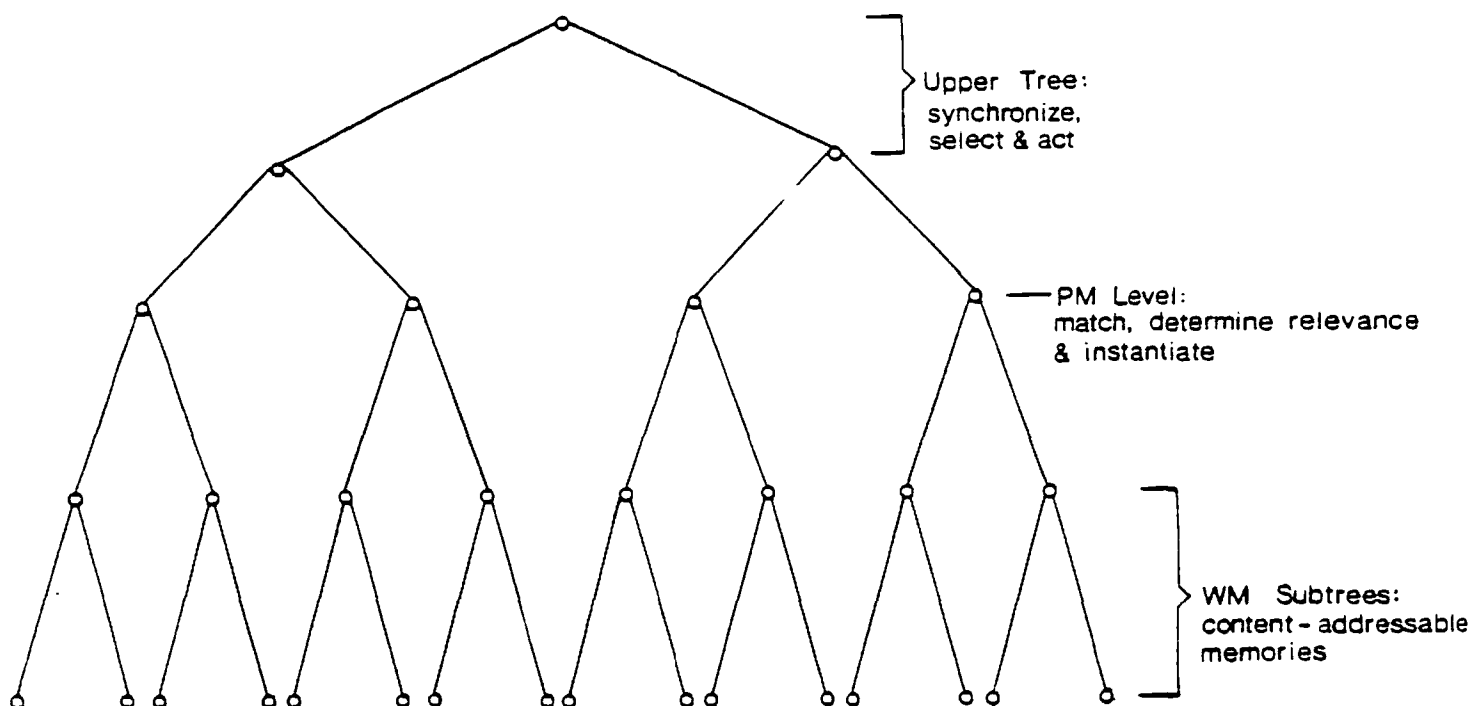 Upper Tree:
synchronize,
select & act
PM Level:
match, determine relevance
& instantiate
WM Subtrees:
content-addressable
memories